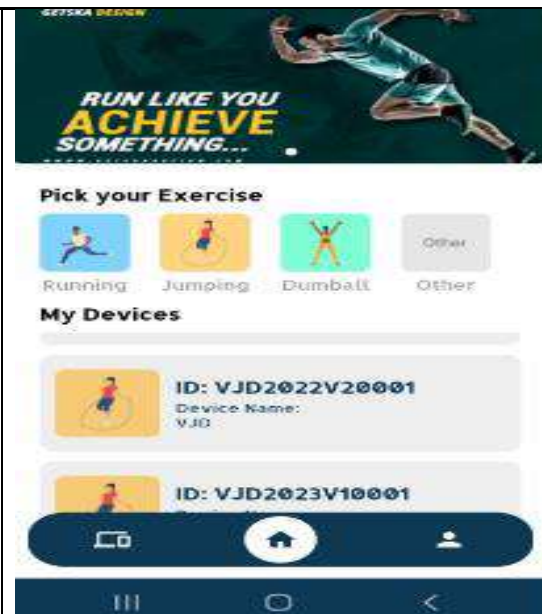 GETSKA DESIGN
RUN LIKE YOU
ACHIEVE
SOMETHING...
Pick your Exercise
Other
Running Jumping Dumball Other
My Devices
ID: VJD2022V20001
Device Name:
VJD
ID: VJD2023V10001